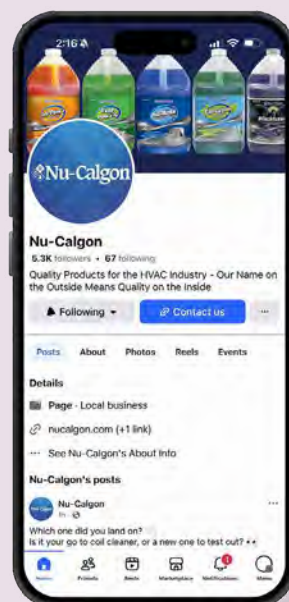 2:16
Nu-Calgon
Nu-Calgon
5.3K followers • 67 following
Quality Products for the HVAC Industry - Our Name on
the Outside Means Quality on the Inside
Following
Contact us
Posts About Photos Reels Events
Details
Page · Local business
nucalgon.com (+1 link)
See Nu-Calgon's About Info
Nu-Calgon's posts
Nu-Calgon
1h
Which one did you land on?
Is it your go to coil cleaner, or a new one to test out?
Home Friends Reels Marketplace Notifications Menu